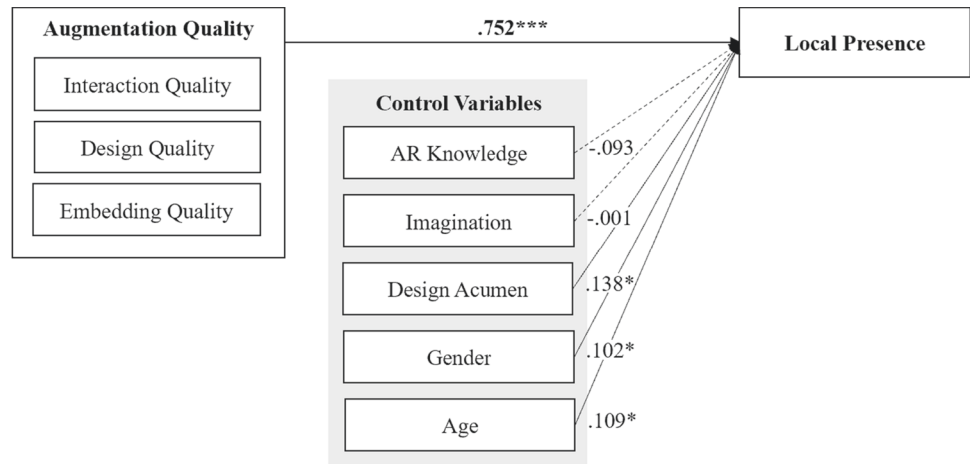 Augmentation Quality
Interaction Quality
Design Quality
Embedding Quality
.752***
Local Presence
Control Variables
AR Knowledge
-.093
Imagination
-.001
Design Acumen
.138*
Gender
.102*
Age
.109*